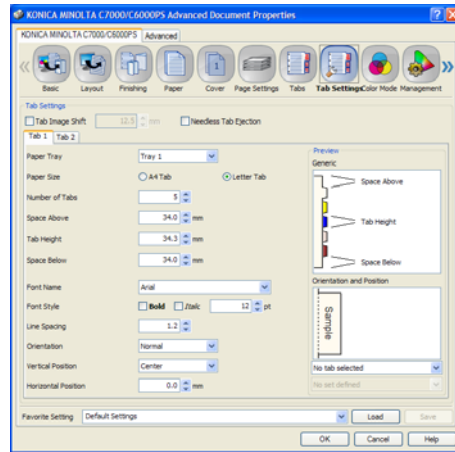 KONICA MINOLTA C7000/C6000PS Advanced Document Properties
KONICA MINOLTA C7000/C6000PS Advanced
Basic Layout Finishing Paper Cover Page Settings Tabs Tab Settings Color Mode Management
Tab Settings
Tab Image Shift 12.5 mm Needless Tab Ejection
Tab 1 Tab 2
Paper Tray Tray 1
Paper Size A4 Tab Letter Tab
Number of Tabs 5
Space Above 34.0 mm
Tab Height 34.3 mm
Space Below 34.0 mm
Font Name Arial
Font Style Bold Italic 12 pt
Line Spacing 1.2
Orientation Normal
Vertical Position Center
Horizontal Position 0.0 mm
Preview
Generic
Space Above
Tab Height
Space Below
Orientation and Position
Sample
No tab selected
No set defined
Favorite Setting Default Settings Load Save
OK Cancel Help